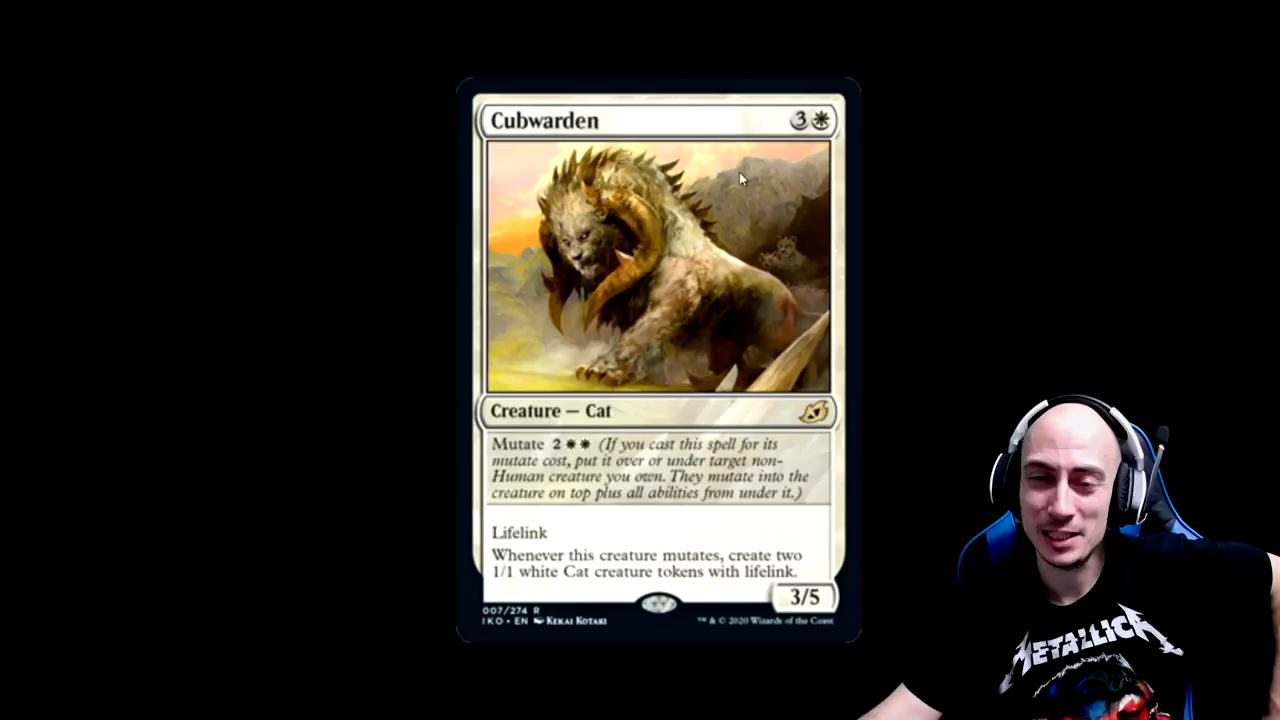 Cubwarden 3
Creature — Cat
Mutate 2 (If you cast this spell for its
mutate cost, put it over or under target non-
Human creature you own. They mutate into the
creature on top plus all abilities from under it.)
Lifelink
Whenever this creature mutates, create two
1/1 white Cat creature tokens with lifelink.
3/5
007/274 R
IKO • EN Kekai Kotaki ™ & © 2020 Wizards of the Coast
METALLICA